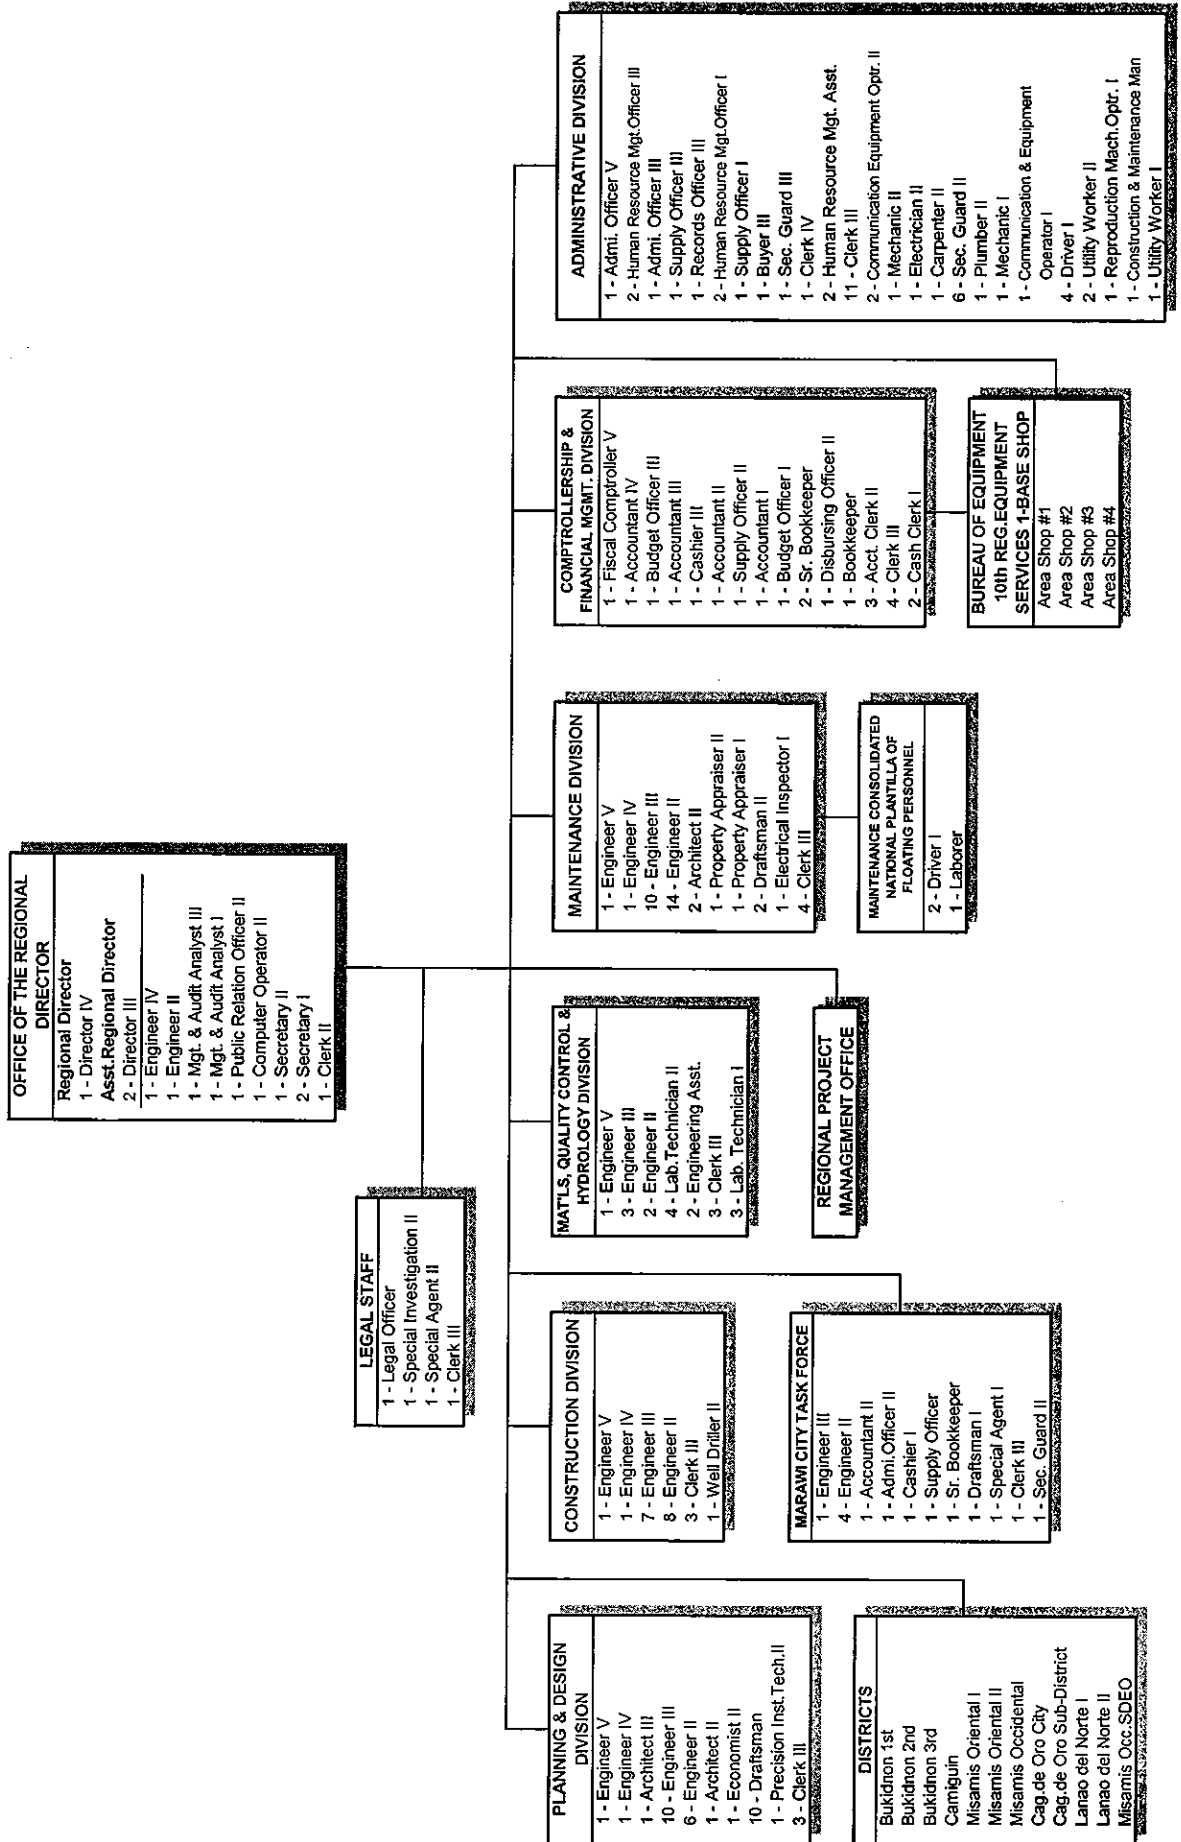 OFFICE OF THE REGIONAL
DIRECTOR
Regional Director
1 - Director IV
Asst.Regional Director
2 - Director III
1 - Engineer IV
1 - Engineer II
1 - Mgt. & Audit Analyst III
1 - Mgt. & Audit Analyst I
1 - Public Relation Officer II
1 - Computer Operator II
1 - Secretary II
2 - Secretary I
1 - Clerk II
LEGAL STAFF
1 - Legal Officer
1 - Special Investigation II
1 - Special Agent II
1 - Clerk III
PLANNING & DESIGN
DIVISION
1 - Engineer V
1 - Engineer IV
1 - Architect III
10 - Engineer III
6 - Engineer II
1 - Architect II
1 - Economist II
10 - Draftsman
1 - Precision Inst.Tech.II
3 - Clerk III
CONSTRUCTION DIVISION
1 - Engineer V
1 - Engineer IV
7 - Engineer III
8 - Engineer II
3 - Clerk III
1 - Well Driller II
MAT'LS, QUALITY CONTROL &
HYDROLOGY DIVISION
1 - Engineer V
3 - Engineer III
2 - Engineer II
4 - Lab.Technician II
2 - Engineering Asst.
3 - Clerk III
3 - Lab. Technician I
MAINTENANCE DIVISION
1 - Engineer V
1 - Engineer IV
10 - Engineer III
14 - Engineer II
2 - Architect II
1 - Property Appraiser II
1 - Property Appraiser I
2 - Draftsman II
1 - Electrical Inspector I
4 - Clerk III
COMPTROLLERSHIP &
FINANCIAL MGMT. DIVISION
1 - Fiscal Comptroller V
1 - Accountant IV
1 - Budget Officer III
1 - Accountant III
1 - Cashier III
1 - Accountant II
1 - Supply Officer II
1 - Accountant I
1 - Budget Officer I
2 - Sr. Bookkeeper
1 - Disbursing Officer II
1 - Bookkeeper
3 - Acct. Clerk II
4 - Clerk III
2 - Cash Clerk I
ADMINISTRATIVE DIVISION
1 - Admi. Officer V
2 - Human Resource Mgt.Officer III
1 - Admi. Officer III
1 - Supply Officer III
1 - Records Officer III
2 - Human Resource Mgt.Officer I
1 - Supply Officer I
1 - Buyer III
1 - Sec. Guard III
1 - Clerk IV
2 - Human Resource Mgt. Asst.
11 - Clerk III
2 - Communication Equipment Optr. II
1 - Mechanic II
1 - Electrician II
1 - Carpenter II
6 - Sec. Guard II
1 - Plumber II
1 - Mechanic I
1 - Communication & Equipment
Operator I
4 - Driver I
2 - Utility Worker II
1 - Reproduction Mach.Optr. I
1 - Construction & Maintenance Man
1 - Utility Worker I
DISTRICTS
Bukidnon 1st
Bukidnon 2nd
Bukidnon 3rd
Camiguin
Misamis Oriental I
Misamis Oriental II
Misamis Occidental
Cag.de Oro City
Cag.de Oro Sub-District
Lanao del Norte I
Lanao del Norte II
Misamis Occ.SDEO
MARAWI CITY TASK FORCE
1 - Engineer III
4 - Engineer II
1 - Accountant II
1 - Admi.Officer II
1 - Cashier I
1 - Supply Officer
1 - Sr. Bookkeeper
1 - Draftsman I
1 - Special Agent I
1 - Clerk III
1 - Sec. Guard II
REGIONAL PROJECT
MANAGEMENT OFFICE
MAINTENANCE CONSOLIDATED
NATIONAL PLANTILLA OF
FLOATING PERSONNEL
2 - Driver I
1 - Laborer
BUREAU OF EQUIPMENT
10th REG.EQUIPMENT
SERVICES 1-BASE SHOP
Area Shop #1
Area Shop #2
Area Shop #3
Area Shop #4